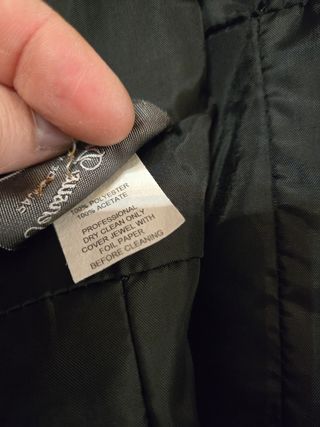 100% POLYESTER
100% ACETATE
PROFESSIONAL
DRY CLEAN ONLY
COVER JEWEL WITH
FOIL PAPER
BEFORE CLEANING